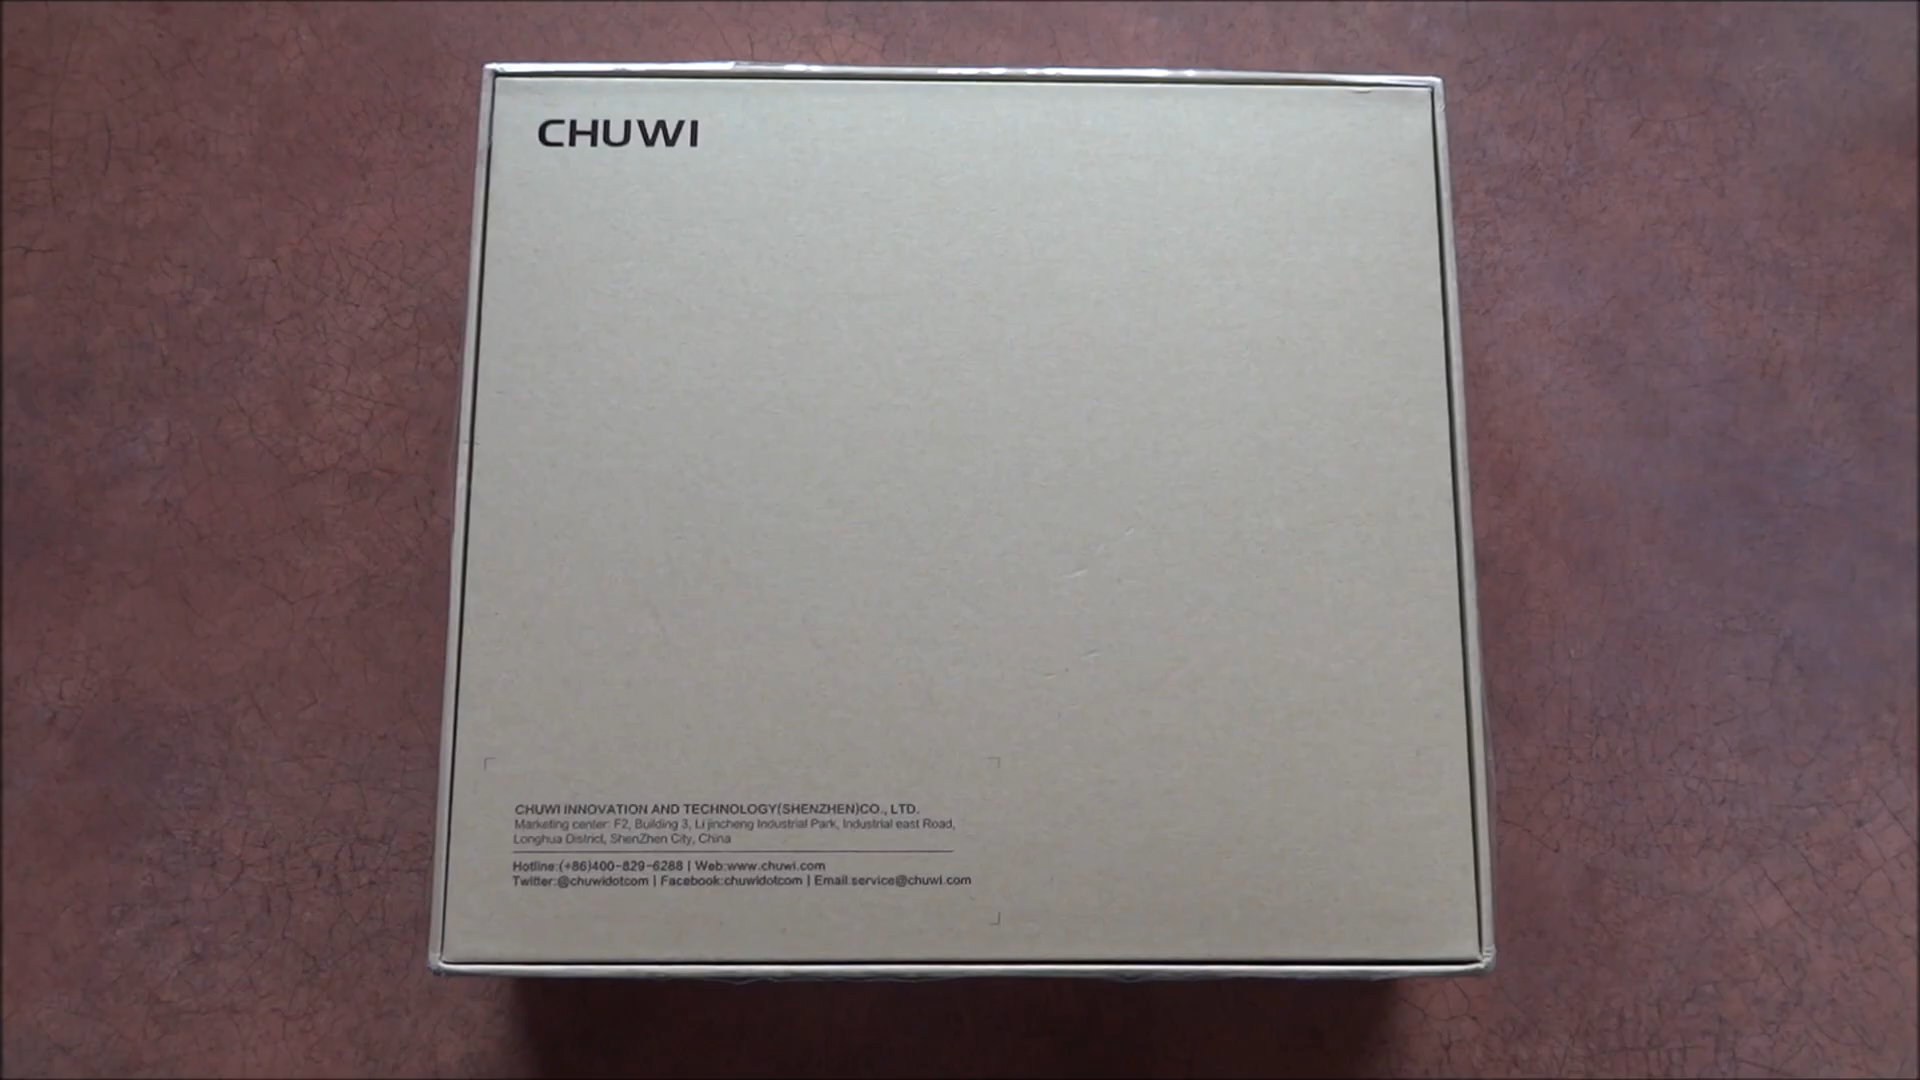 CHUWI
CHUWI INNOVATION AND TECHNOLOGY(SHENZHEN)CO., LTD.
Marketing center: F2, Building 3, Li jincheng Industrial Park, Industrial east Road,
Longhua District, ShenZhen City, China
Hotline:(+86)400-829-6288 | Web:www.chuwi.com
Twitter:@chuwidotcom | Facebook:chuwidotcom | Email:service@chuwi.com